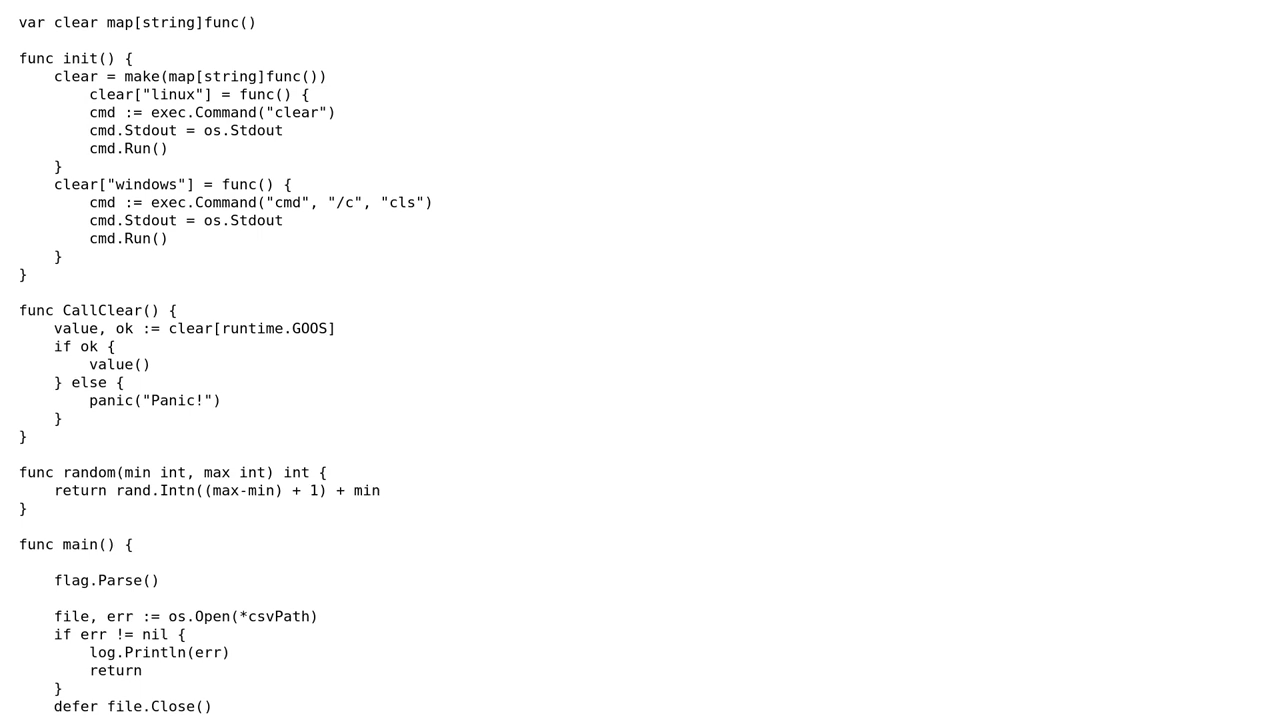 var clear map[string]func()

func init() {
    clear = make(map[string]func())
        clear["linux"] = func() {
        cmd := exec.Command("clear")
        cmd.Stdout = os.Stdout
        cmd.Run()
    }
    clear["windows"] = func() {
        cmd := exec.Command("cmd", "/c", "cls")
        cmd.Stdout = os.Stdout
        cmd.Run()
    }
}

func CallClear() {
    value, ok := clear[runtime.GOOS]
    if ok {
        value()
    } else {
        panic("Panic!")
    }
}

func random(min int, max int) int {
    return rand.Intn((max-min) + 1) + min
}

func main() {

    flag.Parse()

    file, err := os.Open(*csvPath)
    if err != nil {
        log.Println(err)
        return
    }
    defer file.Close()